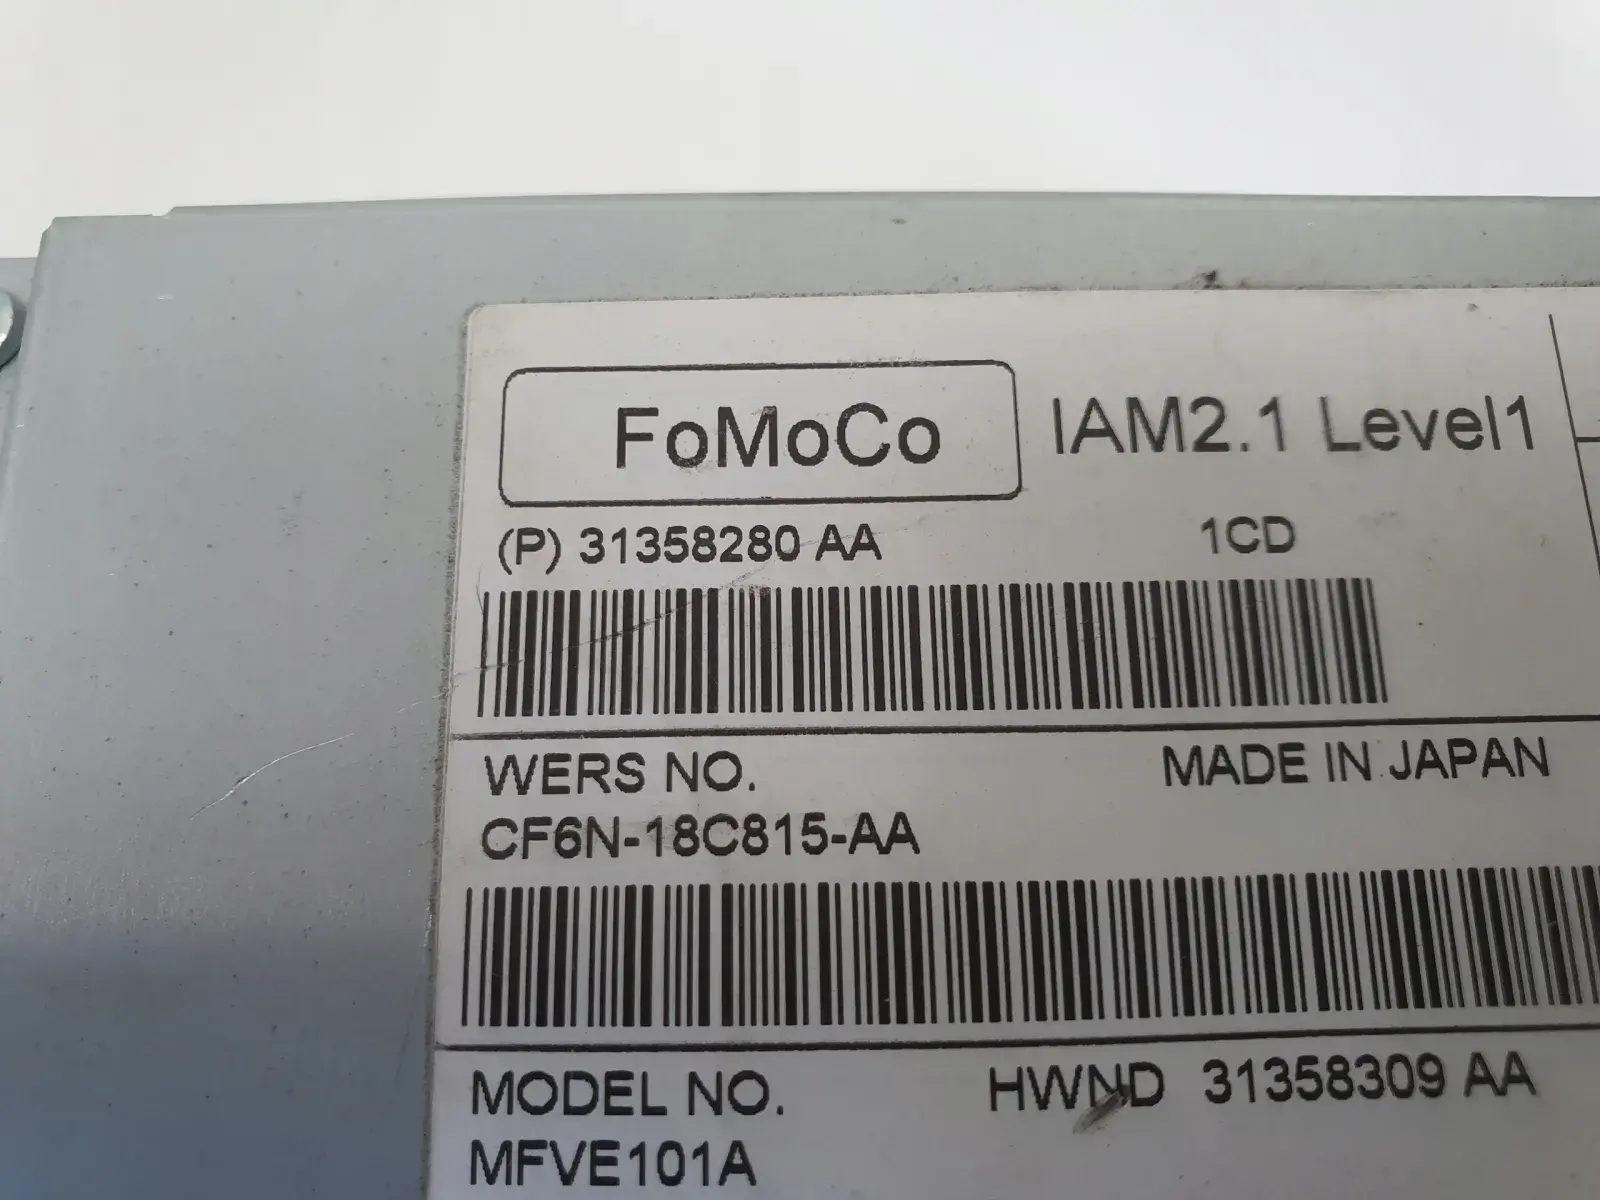 FoMoCo IAM2.1 Level1
(P) 31358280 AA 1CD
WERS NO. MADE IN JAPAN
CF6N-18C815-AA
MODEL NO. HWND 31358309 AA
MFVE101A